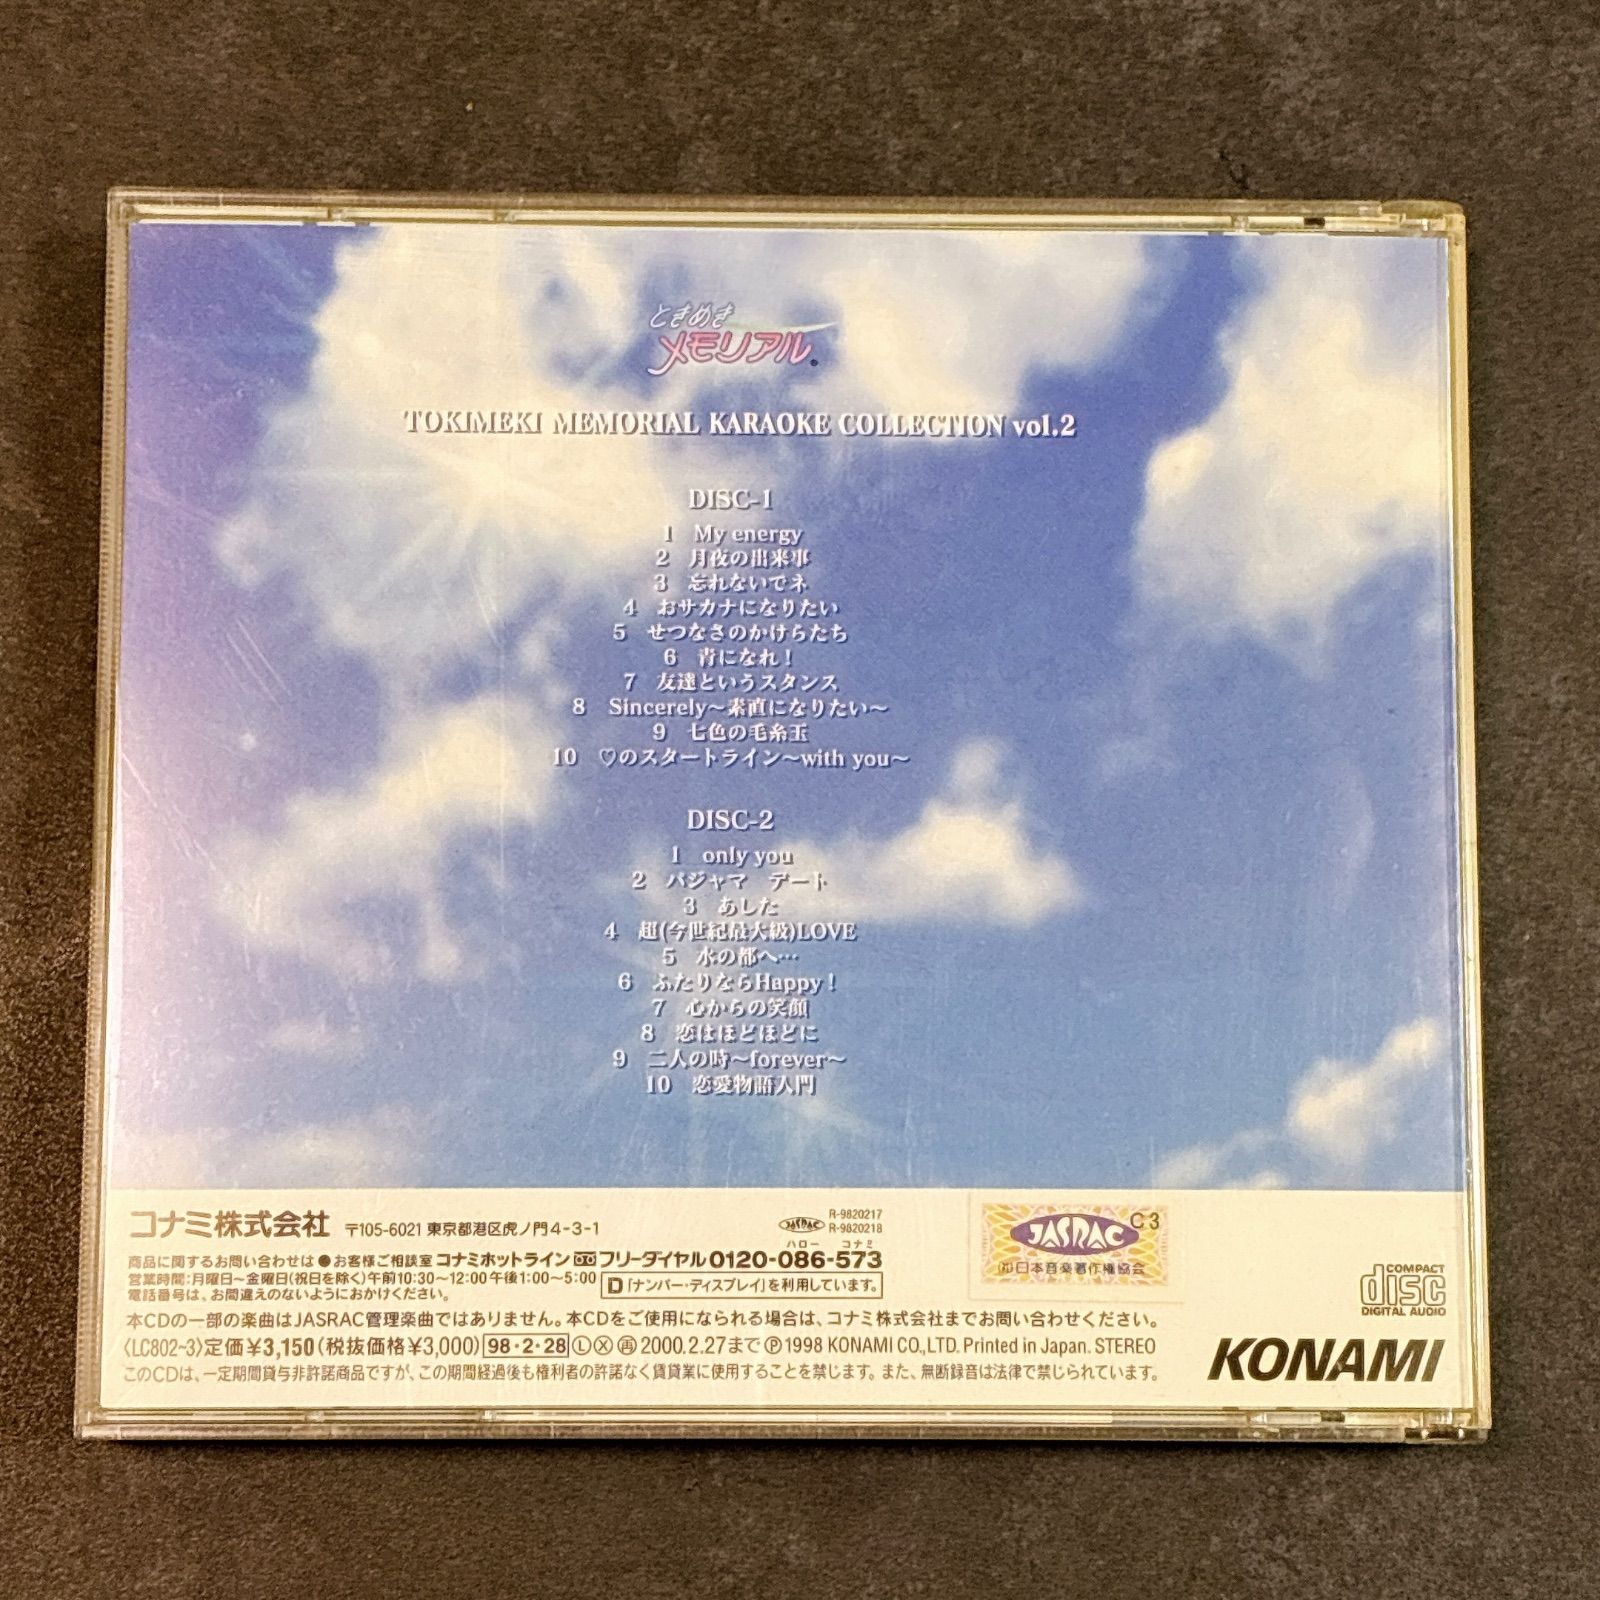 ときめき
メモリアル®
TOKIMEKI MEMORIAL KARAOKE COLLECTION vol.2
DISC-1
1 My energy
2 月夜の出来事
3 忘れないでネ
4 おサカナになりたい
5 せつなさのかけらたち
6 青になれ!
7 友達というスタンス
8 Sincerely～素直になりたい～
9 七色の毛糸玉
10 ♡のスタートライン～with you～
DISC-2
1 only you
2 パジャマ デート
3 あした
4 超(今世紀最大級)LOVE
5 水の都へ…
6 ふたりならHappy!
7 心からの笑顔
8 恋はほどほどに
9 二人の時～forever～
10 恋愛物語入門
コナミ株式会社 〒105-6021 東京都港区虎ノ門4-3-1
JASRAC R-9820217
R-9820218
ハロー コナミ
商品に関するお問い合わせは●お客様ご相談室 コナミホットライン フリーダイヤル0120-086-573
営業時間:月曜日～金曜日(祝日を除く)午前10:30～12:00 午後1:00～5:00
電話番号は、お間違えのないようにおかけください。
D「ナンバー・ディスプレイ」を利用しています。
JASRAC C3
(社)日本音楽著作権協会
COMPACT
disc
DIGITAL AUDIO
本CDの一部の楽曲はJASRAC管理楽曲ではありません。本CDをご使用になられる場合は、コナミ株式会社までお問い合わせください。
〈LC802~3〉定価¥3,150(税抜価格¥3,000) 98・2・28 Ⓛ Ⓧ 再 2000.2.27まで Ⓟ1998 KONAMI CO.,LTD. Printed in Japan. STEREO
このCDは、一定期間貸与非許諾商品ですが、この期間経過後も権利者の許諾なく賃貸業に使用することを禁じます。また、無断録音は法律で禁じられています。
KONAMI